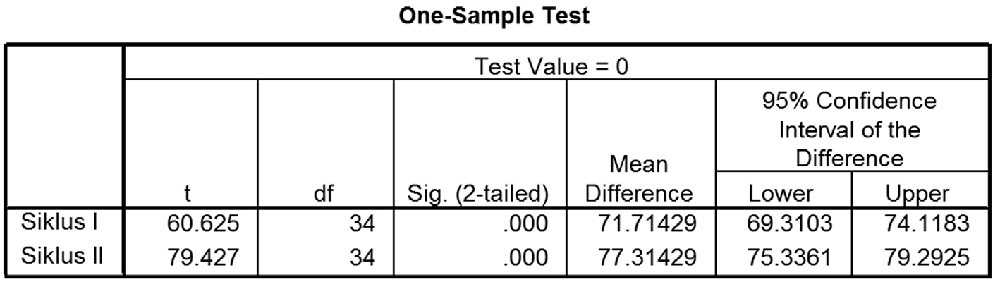 One-Sample Test
Test Value = 0
95% Confidence
Interval of the
Difference
Mean
Difference
t df Sig. (2-tailed) Lower Upper
Siklus I 60.625 34 .000 71.71429 69.3103 74.1183
Siklus II 79.427 34 .000 77.31429 75.3361 79.2925